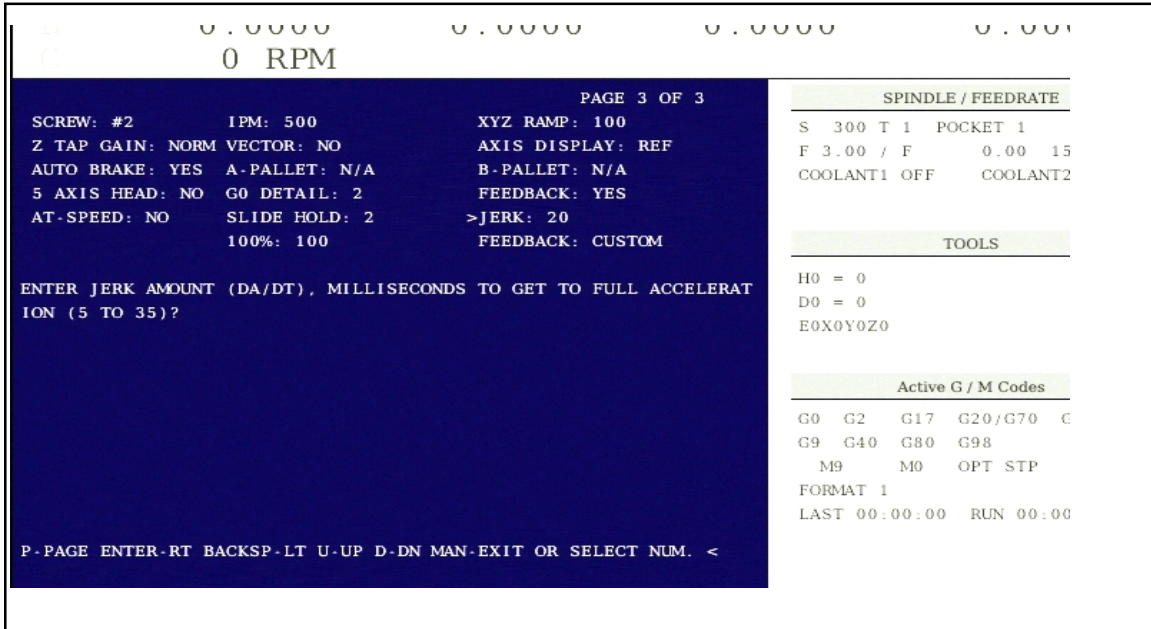 0 RPM
PAGE 3 OF 3
SCREW: #2 IPM: 500 XYZ RAMP: 100
Z TAP GAIN: NORM VECTOR: NO AXIS DISPLAY: REF
AUTO BRAKE: YES A-PALLET: N/A B-PALLET: N/A
5 AXIS HEAD: NO G0 DETAIL: 2 FEEDBACK: YES
AT-SPEED: NO SLIDE HOLD: 2 >JERK: 20
100%: 100 FEEDBACK: CUSTOM
ENTER JERK AMOUNT (DA/DT), MILLISECONDS TO GET TO FULL ACCELERAT
ION (5 TO 35)?
P-PAGE ENTER-RT BACKSP-LT U-UP D-DN MAN-EXIT OR SELECT NUM. <
SPINDLE / FEEDRATE
S 300 T 1 POCKET 1
F 3.00 / F 0.00 15
COOLANT1 OFF COOLANT2
TOOLS
H0 = 0
D0 = 0
E0X0Y0Z0
Active G / M Codes
G0 G2 G17 G20/G70
G9 G40 G80 G98
M9 M0 OPT STP
FORMAT 1
LAST 00:00:00 RUN 00:00